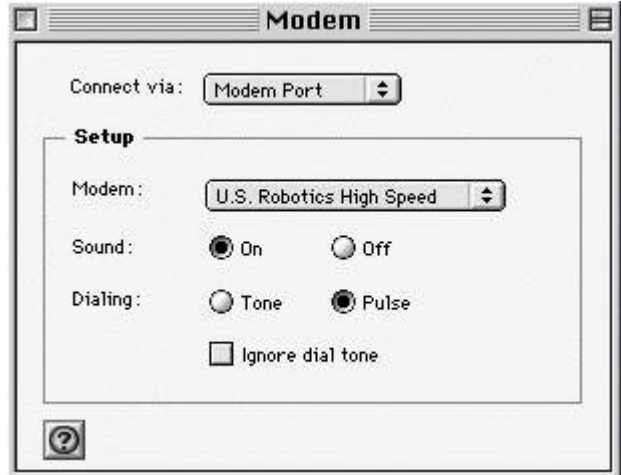 Modem
Connect via: Modem Port
Setup
Modem: U.S. Robotics High Speed
Sound: On Off
Dialing: Tone Pulse
Ignore dial tone
?